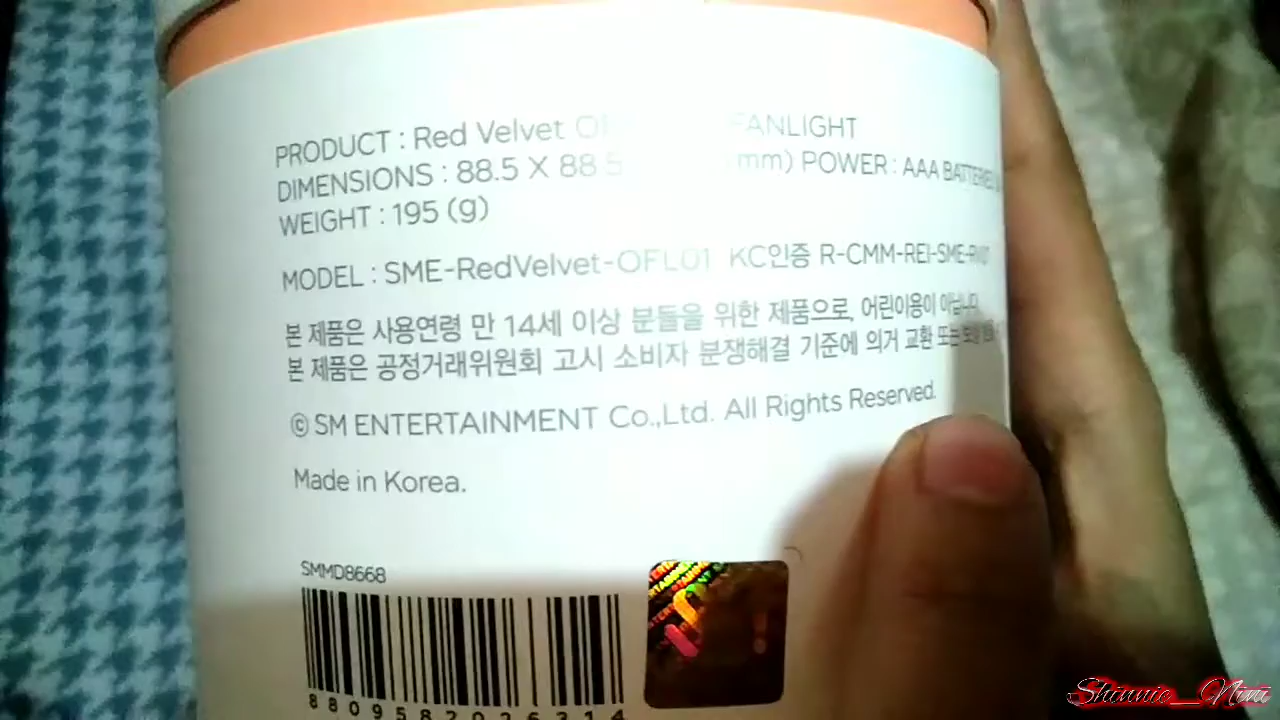 PRODUCT : Red Velvet FANLIGHT
DIMENSIONS : 88.5 X 88.5 (mm) POWER : AAA BATTERIES
WEIGHT : 195 (g)
MODEL : SME-RedVelvet-OFL01 KC인증 R-CMM-REI-SME-RV01
본 제품은 사용연령 만 14세 이상 분들을 위한 제품으로, 어린이용이 아닙니다.
본 제품은 공정거래위원회 고시 소비자 분쟁해결 기준에 의거 교환 또는
© SM ENTERTAINMENT Co.,Ltd. All Rights Reserved.
Made in Korea.
SMMD8668
8809582026314
Shinnie__Nini